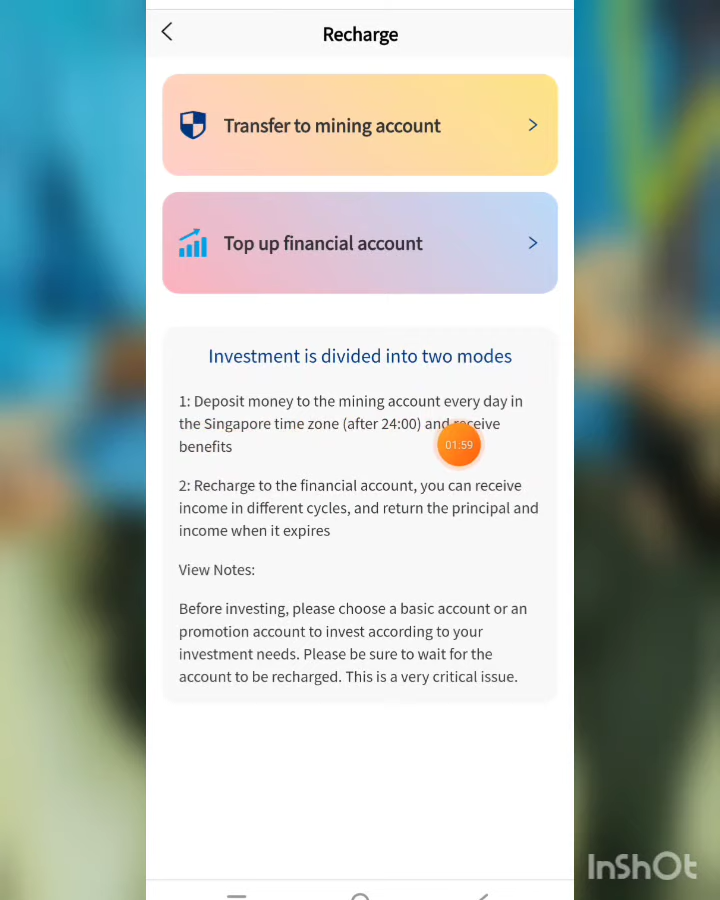 Recharge
Transfer to mining account
Top up financial account
Investment is divided into two modes
1: Deposit money to the mining account every day in
the Singapore time zone (after 24:00) and receive
benefits
01:59
2: Recharge to the financial account, you can receive
income in different cycles, and return the principal and
income when it expires
View Notes:
Before investing, please choose a basic account or an
promotion account to invest according to your
investment needs. Please be sure to wait for the
account to be recharged. This is a very critical issue.
InShOt